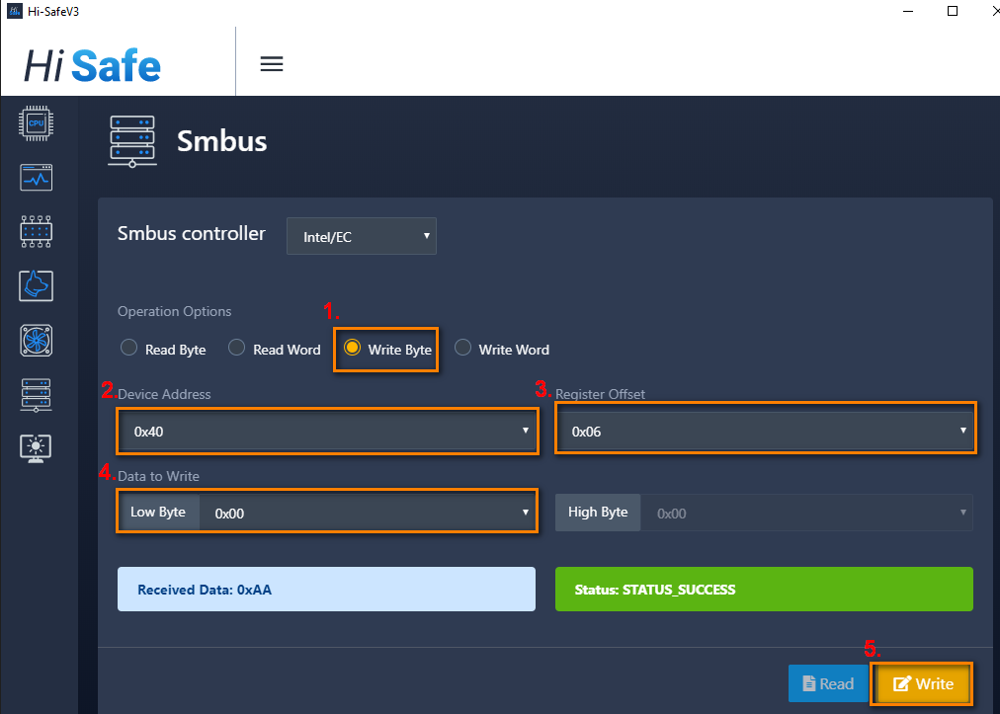 Hi-SafeV3
Hi Safe
CPU
Smbus
Smbus controller
Intel/EC
Operation Options
1.
Read Byte
Read Word
Write Byte
Write Word
2.
Device Address
3.
Register Offset
0x40
0x06
4.
Data to Write
Low Byte
0x00
High Byte
0x00
Received Data: 0xAA
Status: STATUS_SUCCESS
5.
Read
Write